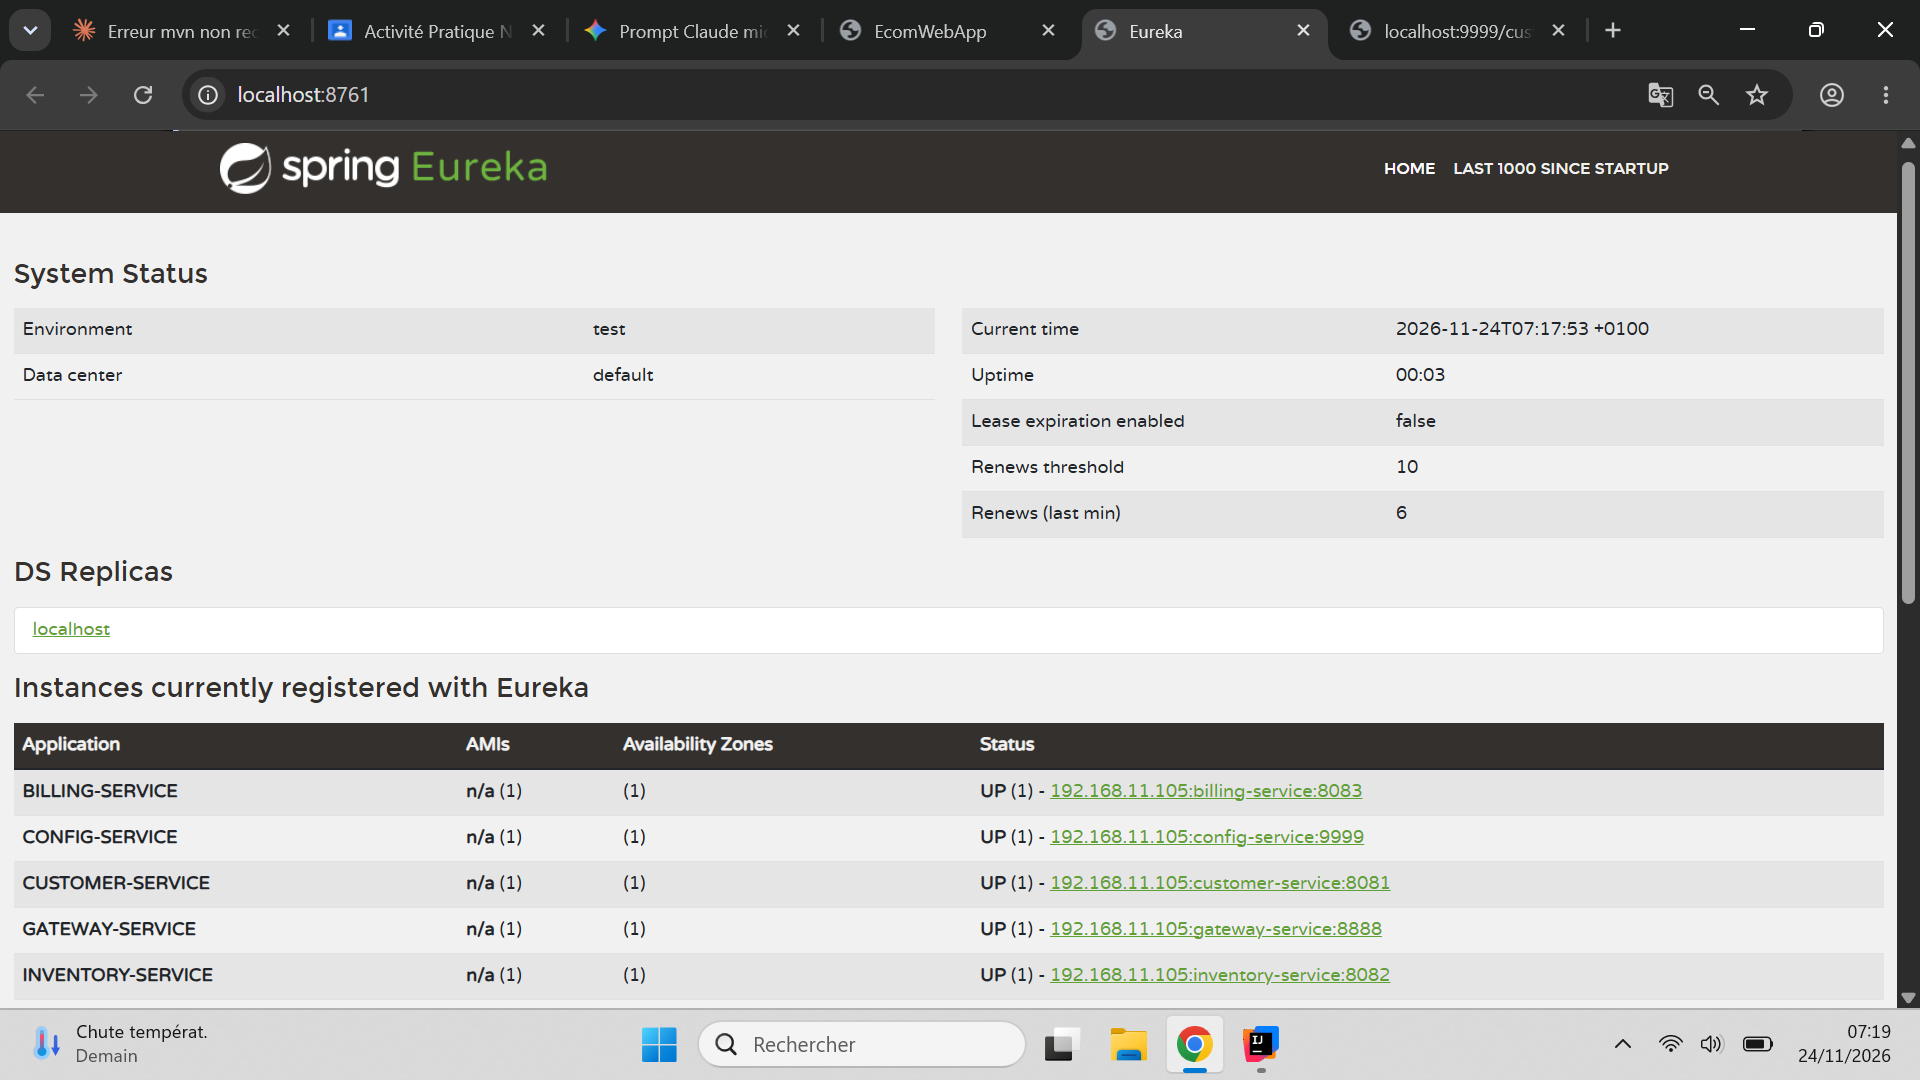 Erreur mvn non rec
Activité Pratique N
Prompt Claude mi
EcomWebApp
Eureka
localhost:9999/cus
localhost:8761
spring Eureka
HOME LAST 1000 SINCE STARTUP
System Status
Environment test
Data center default
Current time 2026-11-24T07:17:53 +0100
Uptime 00:03
Lease expiration enabled false
Renews threshold 10
Renews (last min) 6
DS Replicas
localhost
Instances currently registered with Eureka
Application AMIs Availability Zones Status
BILLING-SERVICE n/a (1) (1) UP (1) - 192.168.11.105:billing-service:8083
CONFIG-SERVICE n/a (1) (1) UP (1) - 192.168.11.105:config-service:9999
CUSTOMER-SERVICE n/a (1) (1) UP (1) - 192.168.11.105:customer-service:8081
GATEWAY-SERVICE n/a (1) (1) UP (1) - 192.168.11.105:gateway-service:8888
INVENTORY-SERVICE n/a (1) (1) UP (1) - 192.168.11.105:inventory-service:8082
Chute températ.
Demain
Rechercher
IJ
07:19
24/11/2026